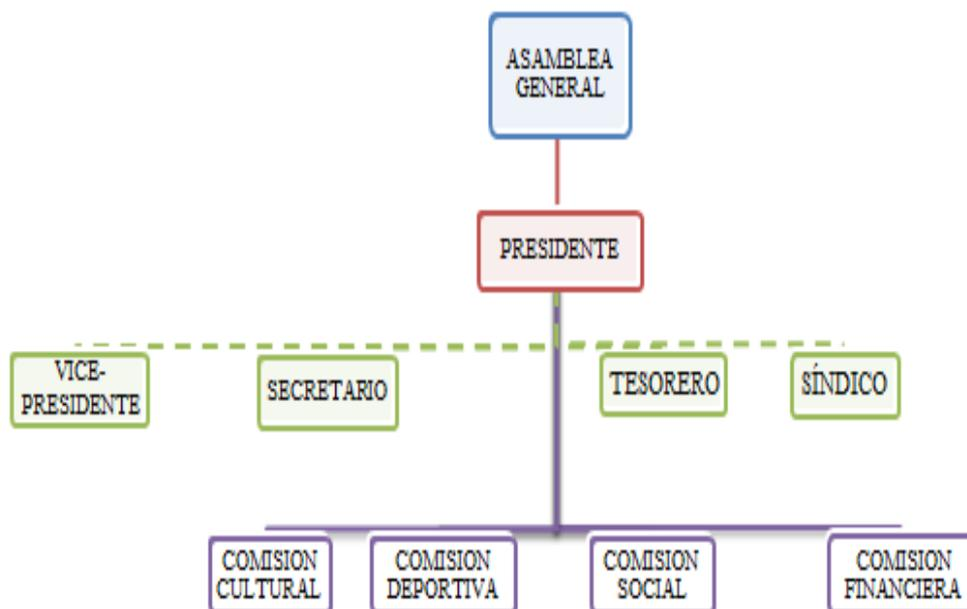 ASAMBLEA
GENERAL
PRESIDENTE
VICE-
PRESIDENTE
SECRETARIO
TESORERO
SÍNDICO
COMISION
CULTURAL
COMISION
DEPORTIVA
COMISION
SOCIAL
COMISION
FINANCIERA